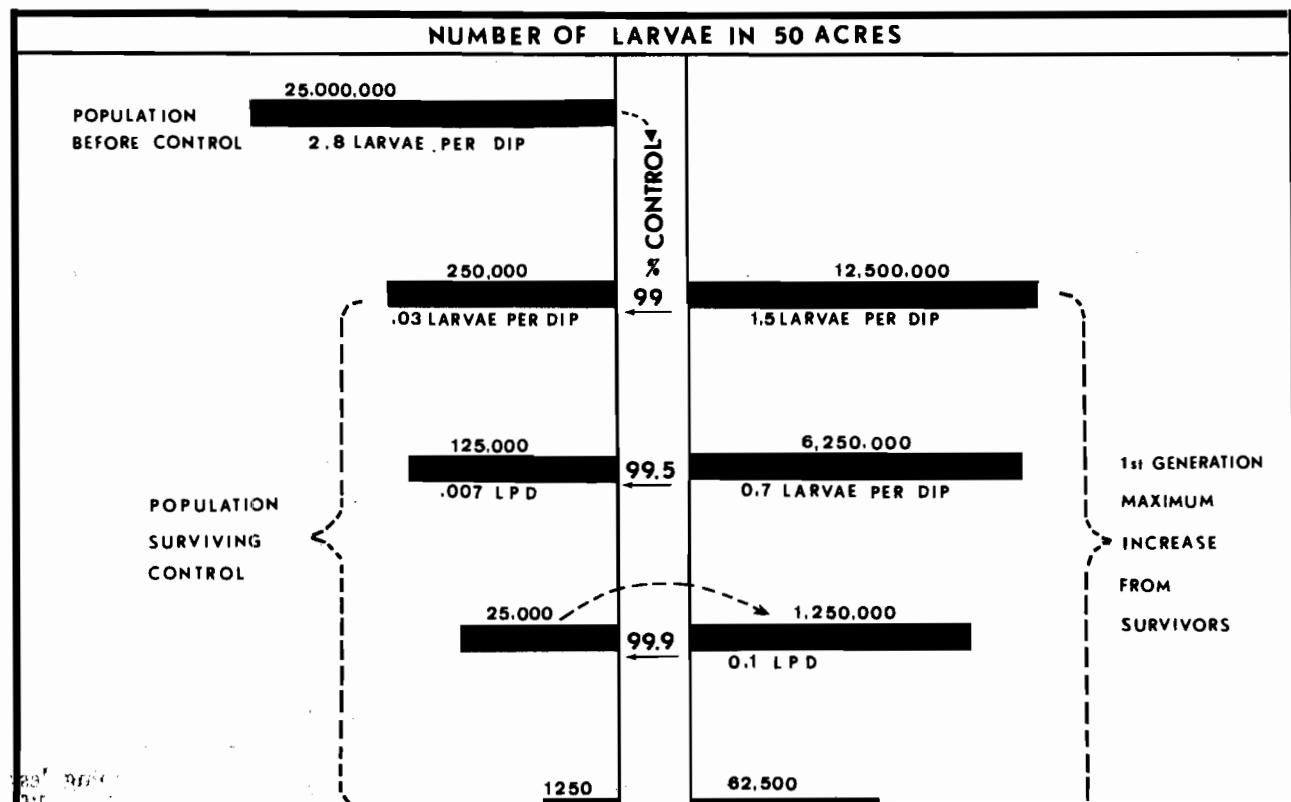 NUMBER OF LARVAE IN 50 ACRES
25.000,000
POPULATION
BEFORE CONTROL
2.8 LARVAE PER DIP
% CONTROL
250,000
99
12,500,000
.03 LARVAE PER DIP
1.5 LARVAE PER DIP
125,000
99.5
6,250,000
.007 LPD
0.7 LARVAE PER DIP
POPULATION
SURVIVING
CONTROL
1st GENERATION
MAXIMUM
INCREASE
FROM
SURVIVORS
25.000
99.9
1,250,000
0.1 LPD
1250
62,500